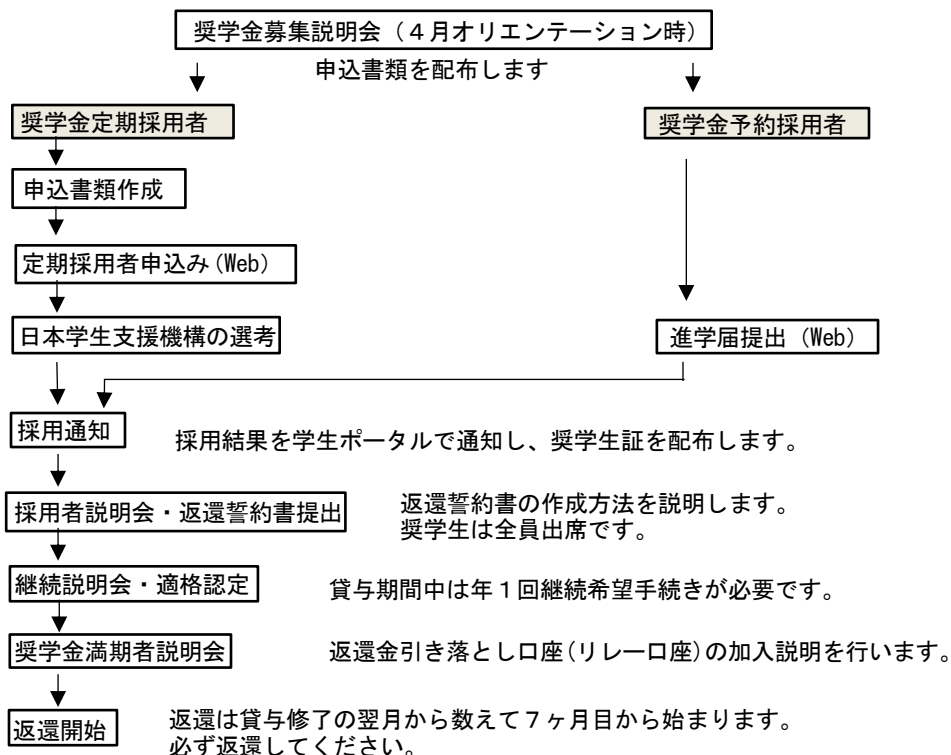 奨学金募集説明会（４月オリエンテーション時）
申込書類を配布します
奨学金定期採用者
奨学金予約採用者
申込書類作成
定期採用者申込み(Web)
日本学生支援機構の選考
進学届提出（Web）
採用通知
採用結果を学生ポータルで通知し、奨学生証を配布します。
採用者説明会・返還誓約書提出
返還誓約書の作成方法を説明します。
奨学生は全員出席です。
継続説明会・適格認定
貸与期間中は年１回継続希望手続きが必要です。
奨学金満期者説明会
返還金引き落とし口座(リレー口座)の加入説明を行います。
返還開始
返還は貸与修了の翌月から数えて７ヶ月目から始まります。
必ず返還してください。